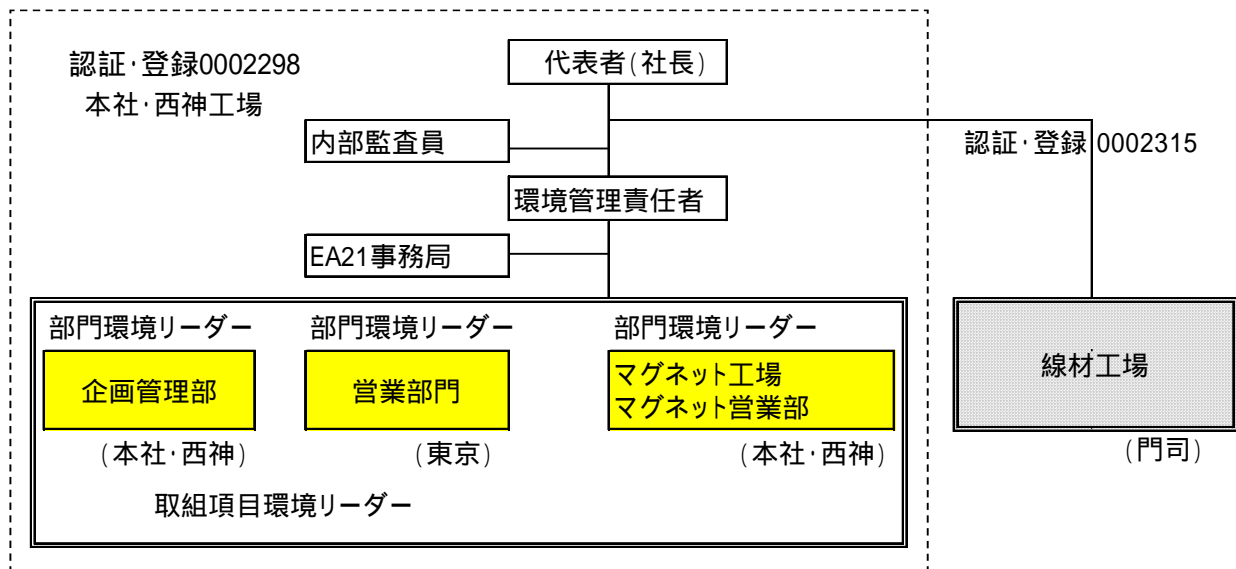 認証・登録0002298
本社・西神工場
代表者(社長)
内部監査員
認証・登録 0002315
環境管理責任者
EA21事務局
部門環境リーダー
部門環境リーダー
部門環境リーダー
企画管理部
営業部門
マグネット工場
マグネット営業部
線材工場
(本社・西神)
(東京)
(本社・西神)
(門司)
取組項目環境リーダー